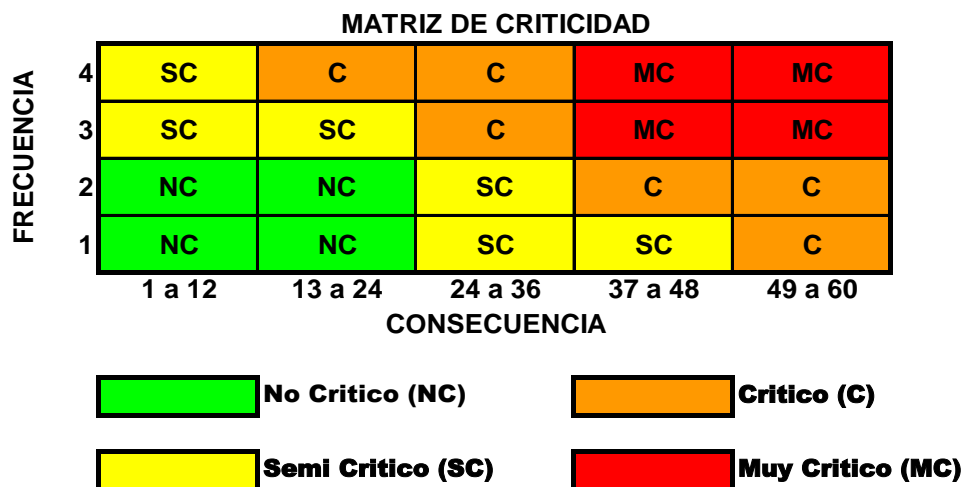 MATRIZ DE CRITICIDAD
FRECUENCIA
4 SC C C MC MC
3 SC SC C MC MC
2 NC NC SC C C
1 NC NC SC SC C
1 a 12 13 a 24 24 a 36 37 a 48 49 a 60
CONSECUENCIA
No Critico (NC) Critico (C)
Semi Critico (SC) Muy Critico (MC)